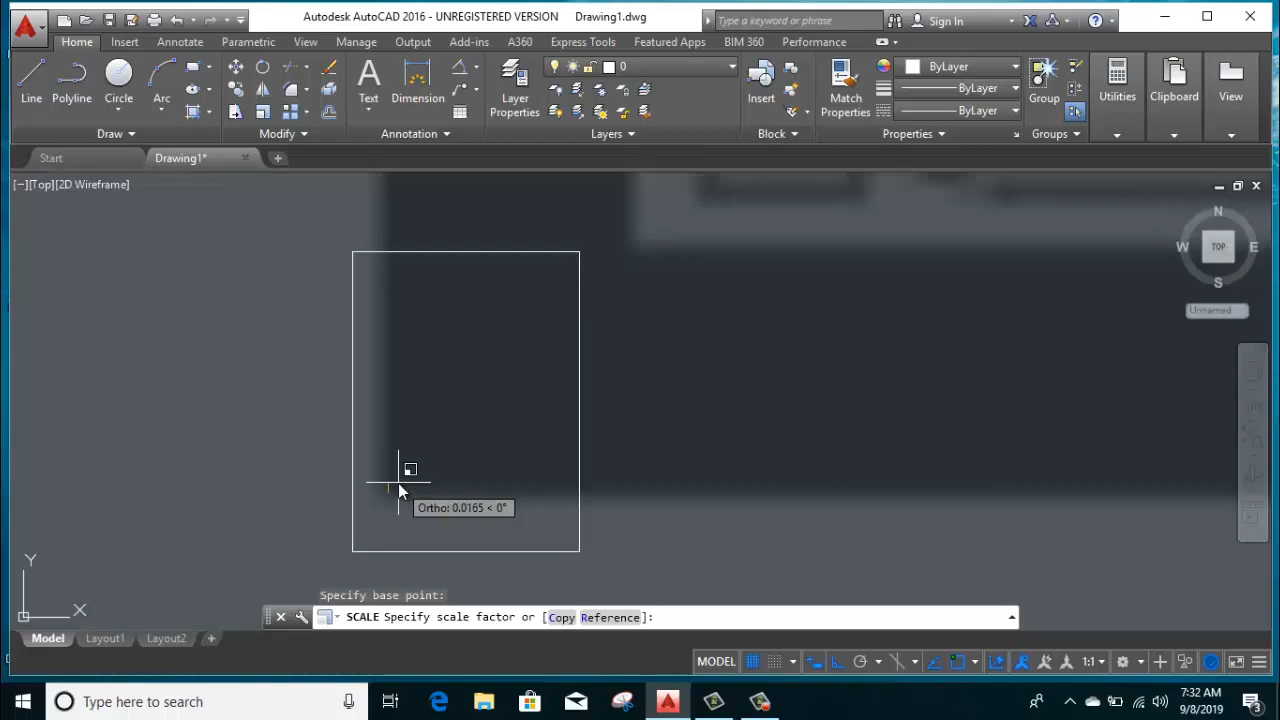 Autodesk AutoCAD 2016 - UNREGISTERED VERSION Drawing1.dwg
Type a keyword or phrase
Sign In
Home Insert Annotate Parametric View Manage Output Add-ins A360 Express Tools Featured Apps BIM 360 Performance
0
ByLayer
ByLayer
ByLayer
Line Polyline Circle Arc Text Dimension Layer Properties Insert Match Properties Group Utilities Clipboard View
Draw Modify Annotation Layers Block Properties Groups
Start Drawing1*
[−][Top][2D Wireframe]
N
W TOP E
S
Unnamed
Ortho: 0.0165 < 0°
Y
X
Specify base point:
SCALE Specify scale factor or [Copy Reference]:
Model Layout1 Layout2
MODEL 1:1
Type here to search
7:32 AM
9/8/2019
3